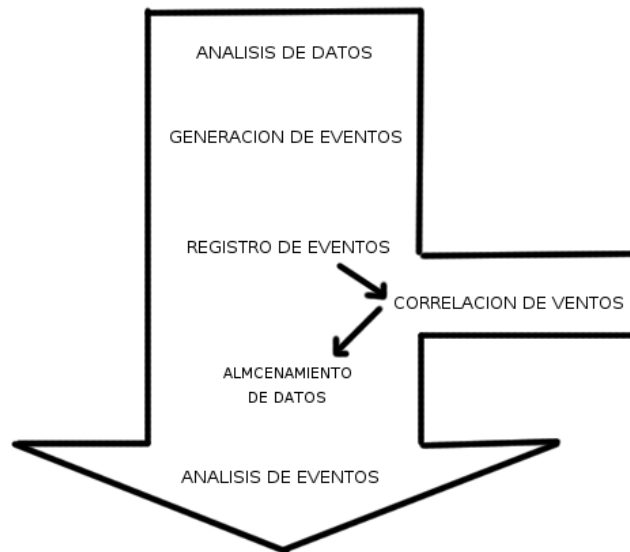 ANALISIS DE DATOS
GENERACION DE EVENTOS
REGISTRO DE EVENTOS
CORRELACION DE VENTOS
ALMCENAMIENTO
DE DATOS
ANALISIS DE EVENTOS